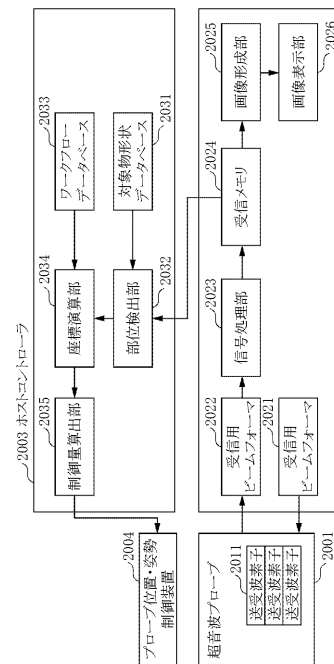 2003 ホストコントローラ
2035
制御量算出部
2034
座標演算部
2033
ワークフロー
データベース
2032
部位検出部
2031
対象物形状
データベース
2004
プローブ位置・姿勢
制御装置
超音波プローブ
2011
送受波素子
送受波素子
送受波素子
2001
2022
受信用
ビームフォーマ
2021
受信用
ビームフォーマ
2023
信号処理部
2024
受信メモリ
2025
画像形成部
画像表示部
2026